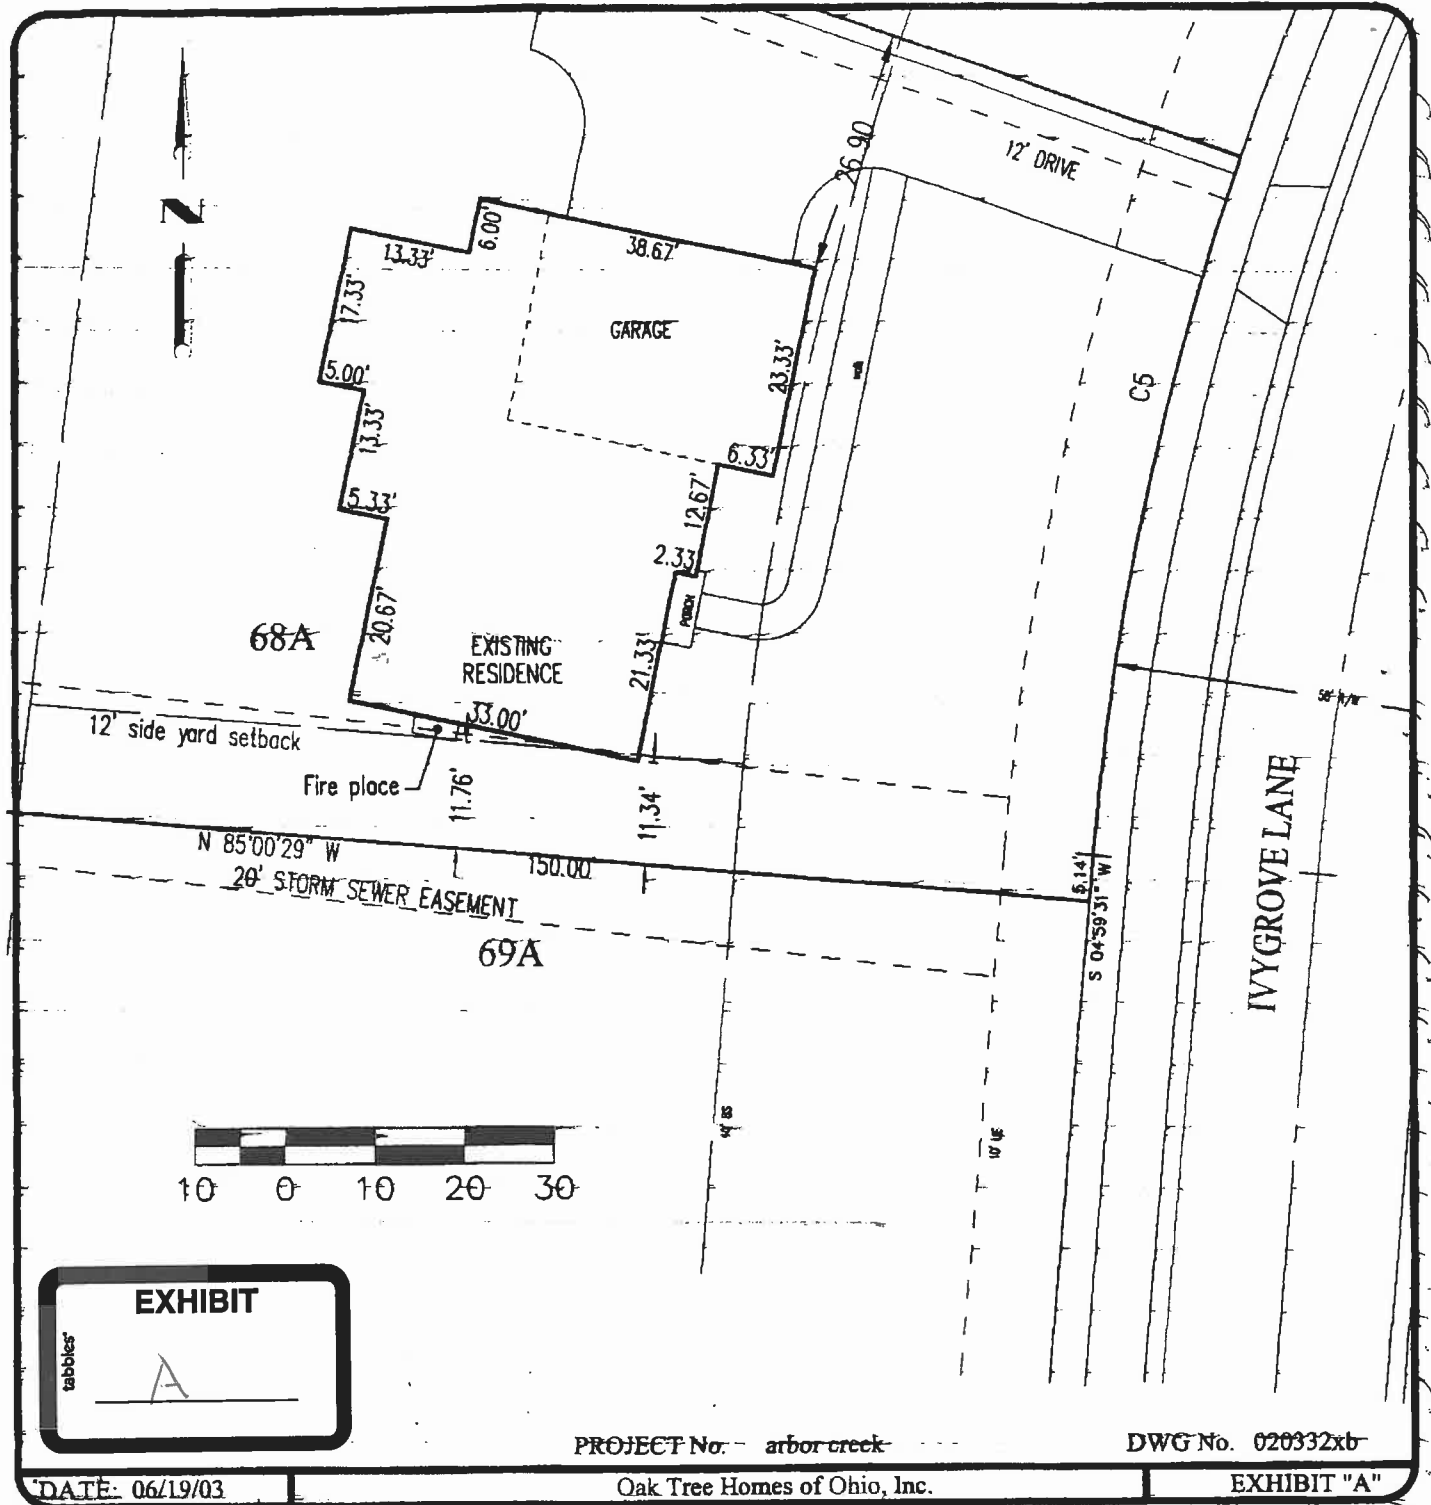 N
26.90
12' DRIVE
6.00'
13.33'
38.67'
17.33'
GARAGE
23.33'
5.00'
13.33'
C5
6.33'
5.33'
12.67'
2.33
PORCH
20.67'
68A
EXISTING
RESIDENCE
21.33'
33.00'
12' side yard setback
Fire place
11.76'
11.34'
IVYGROVE LANE
N 85°00'29" W
150.00'
5.14'
S 04°59'31" W
20' STORM SEWER EASEMENT
69A
10' UE
10 0 10 20 30
EXHIBIT
tabbies®
A
PROJECT No. arbor creek
DWG No. 020332xb
DATE: 06/19/03
Oak Tree Homes of Ohio, Inc.
EXHIBIT "A"